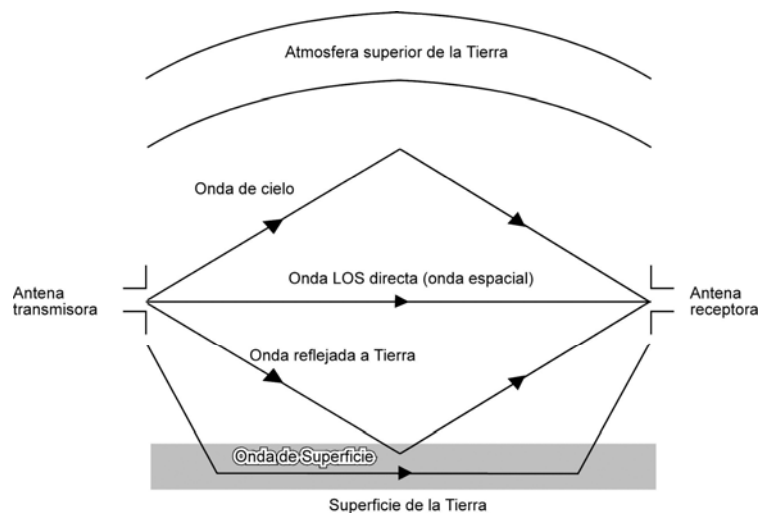 Atmosfera superior de la Tierra
Onda de cielo
Onda LOS directa (onda espacial)
Antena
transmisora
Antena
receptora
Onda reflejada a Tierra
Onda de Superficie
Superficie de la Tierra